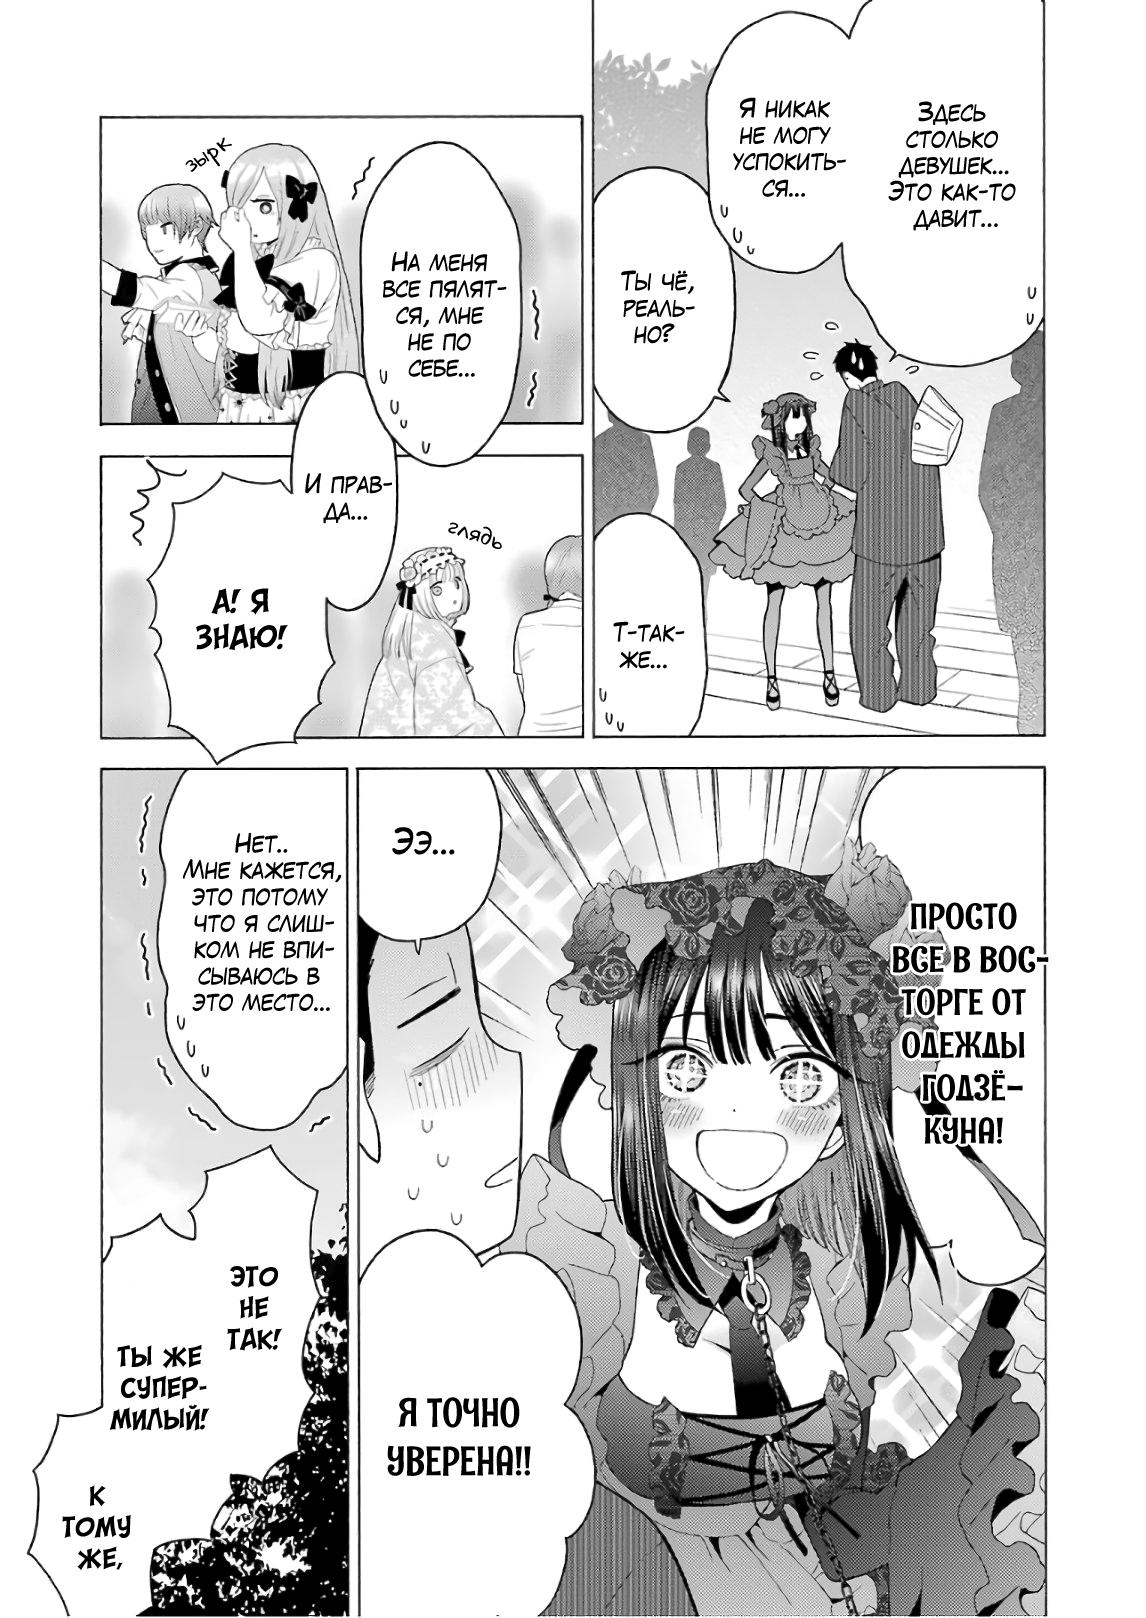 Здесь
столько
девушек...
Это как-то
давит...
Я никак
не могу
успокить-
ся...
Ты чё,
реаль-
но?
Т-так-
же...
зырк
На меня
все пялят-
ся, мне
не по
себе...
И прав-
да...
глядь
А! Я
знаю!
Просто
все в вос-
торге от
одежды
Годзё-
куна!
Ээ...
Я точно
уверена!!
Нет..
Мне кажется,
это потому
что я слиш-
ком не впи-
сываюсь в
это место...
Это
не
так!
Ты же
супер-
милый!
К
тому
же,